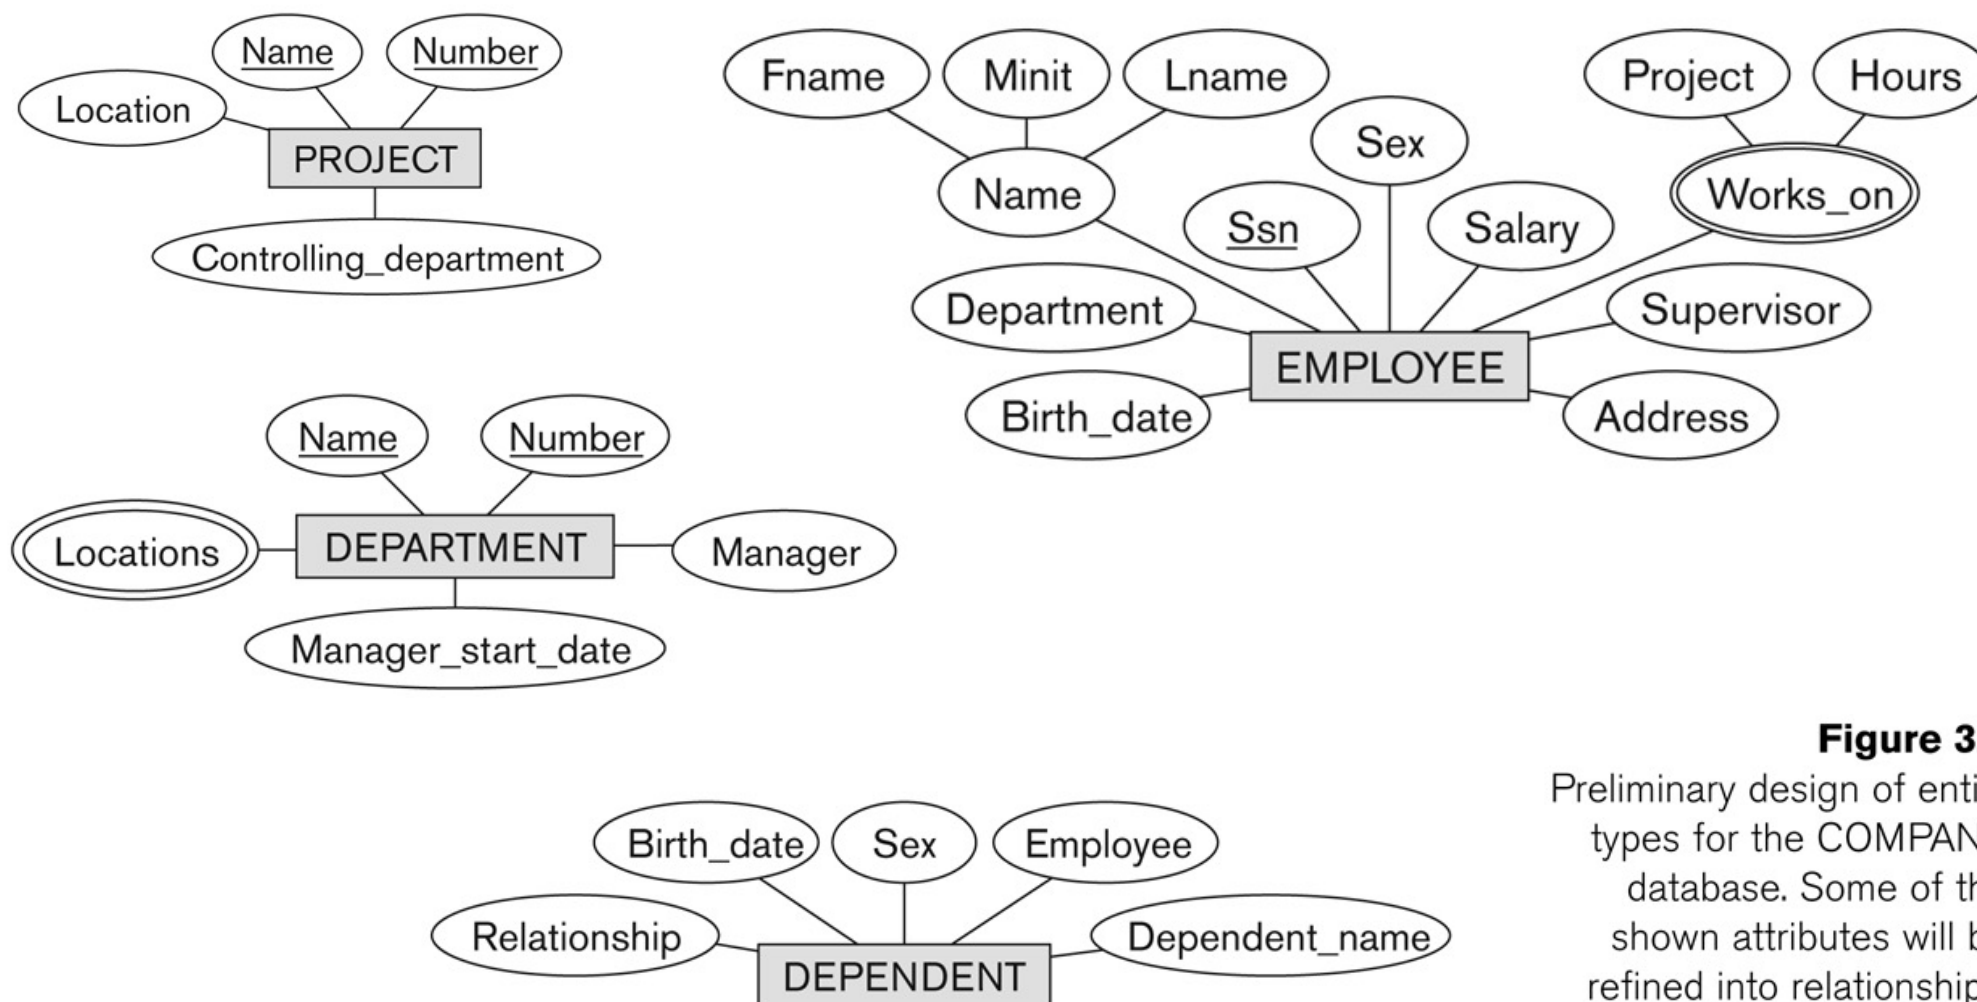 Name
Number
Location
PROJECT
Controlling_department
Fname
Minit
Lname
Project
Hours
Sex
Name
Works_on
Ssn
Salary
Department
Supervisor
EMPLOYEE
Birth_date
Address
Name
Number
Locations
DEPARTMENT
Manager
Manager_start_date
Birth_date
Sex
Employee
Relationship
Dependent_name
DEPENDENT
Figure 3
Preliminary design of enti
types for the COMPAN
database. Some of th
shown attributes will b
refined into relationship